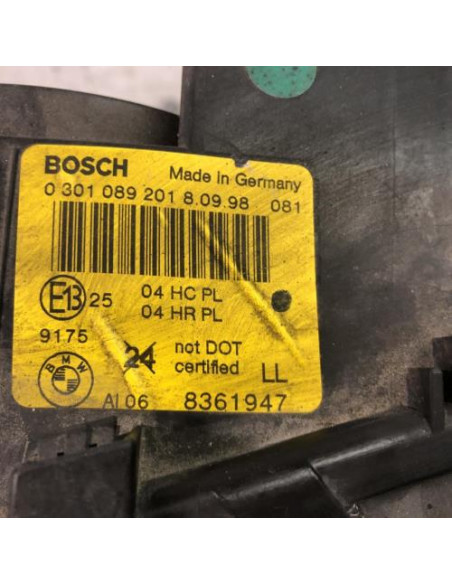 BOSCH Made in Germany
0 301 089 201 8.09.98 081
E13 25 04 HC PL
04 HR PL
9175
24 not DOT
certified LL
BMW
AI 06 8361947